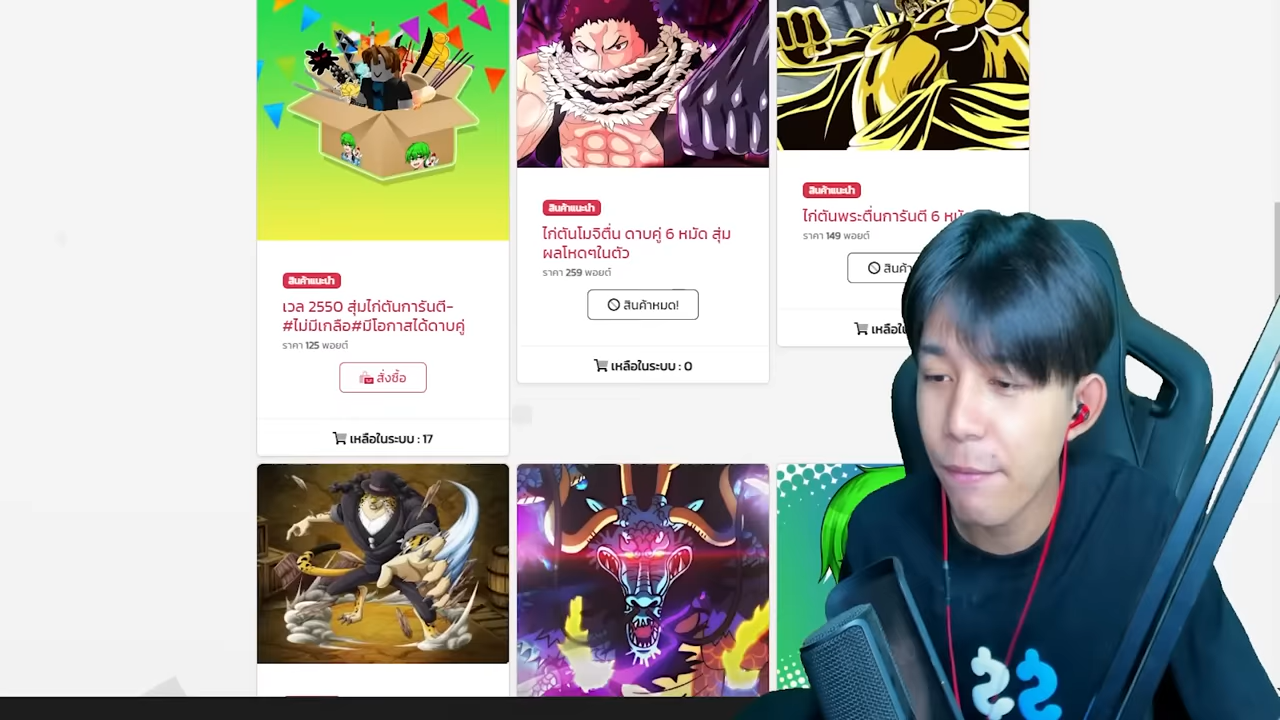 สินค้าแนะนำ
เวล 2550 สุ่มไก่ตันการันตี-
#ไม่มีเกลือ#มีโอกาสได้ดาบคู่
ราคา 125 พอยต์
สั่งซื้อ
เหลือในระบบ : 17
สินค้าแนะนำ
ไก่ตันโมจิตื่น ดาบคู่ 6 หมัด สุ่ม
ผลโหดๆในตัว
ราคา 259 พอยต์
สินค้าหมด!
เหลือในระบบ : 0
สินค้าแนะนำ
ไก่ตันพระตื่นการันตี 6
ราคา 149 พอยต์